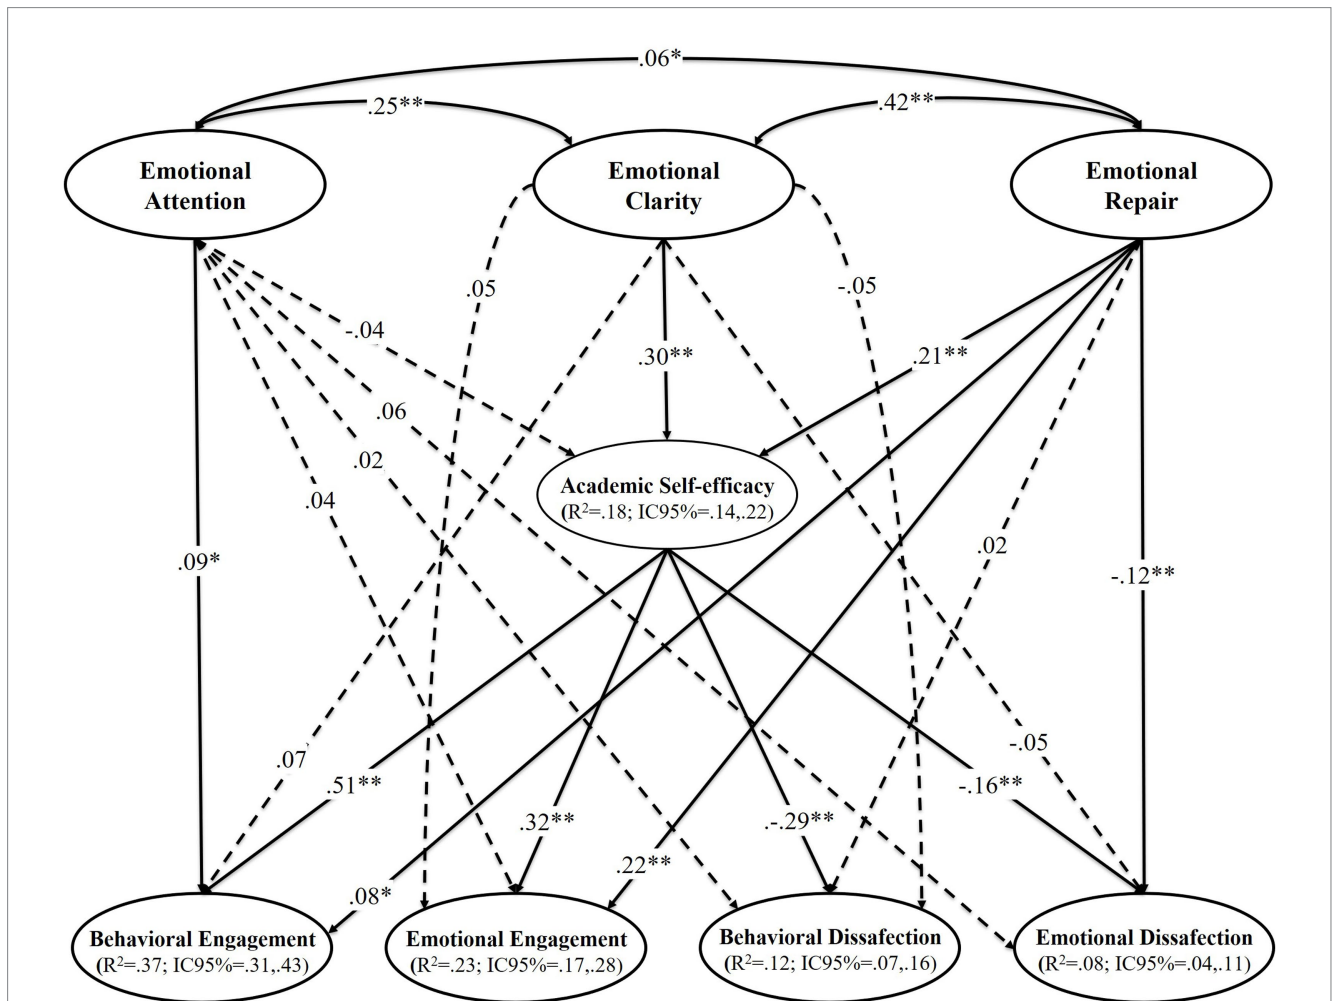 .06*
.25**
.42**
Emotional
Attention
Emotional
Clarity
Emotional
Repair
.05
-.05
-.04
.30**
.21**
.06
.02
.04
Academic Self-efficacy
(R²=.18; IC95%=.14,.22)
.02
.09*
-.12**
.07
-.05
.51**
-.16**
.32**
.-.29**
.22**
.08*
Behavioral Engagement
(R²=.37; IC95%=.31,.43)
Emotional Engagement
(R²=.23; IC95%=.17,.28)
Behavioral Dissafection
(R²=.12; IC95%=.07,.16)
Emotional Dissafection
(R²=.08; IC95%=.04,.11)